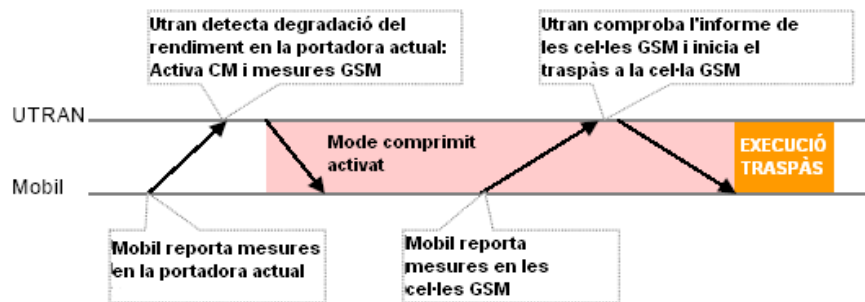 Utran detecta degradació del
rendiment en la portadora actual:
Activa CM i mesures GSM
Utran comproba l'informe de
les cel·les GSM i inicia el
traspàs a la cel·la GSM
UTRAN
Mode comprimit
activat
EXECUCIÓ
TRASPÀS
Mobil
Mobil reporta mesures
en la portadora actual
Mobil reporta
mesures en les
cel·les GSM